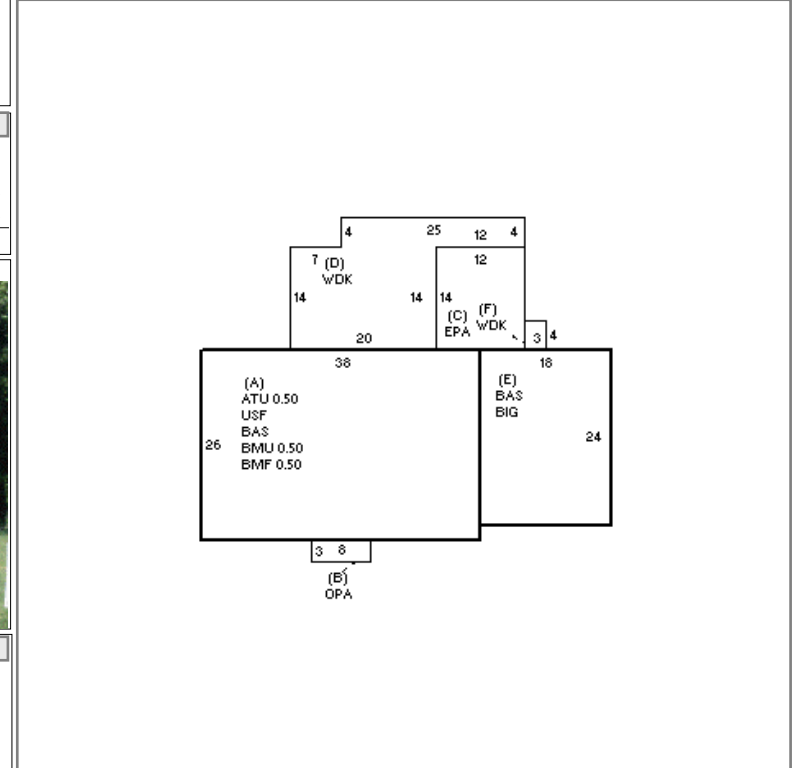 4 25 12 4
7 (D) 12
WDK
14 14 14
(C) (F)
EPA WDK
20 3 4
38 18
(A) (E)
ATU 0.50 BAS
USF BIG
BAS
BMU 0.50
BMF 0.50
26 24
3 8
(B)
OPA